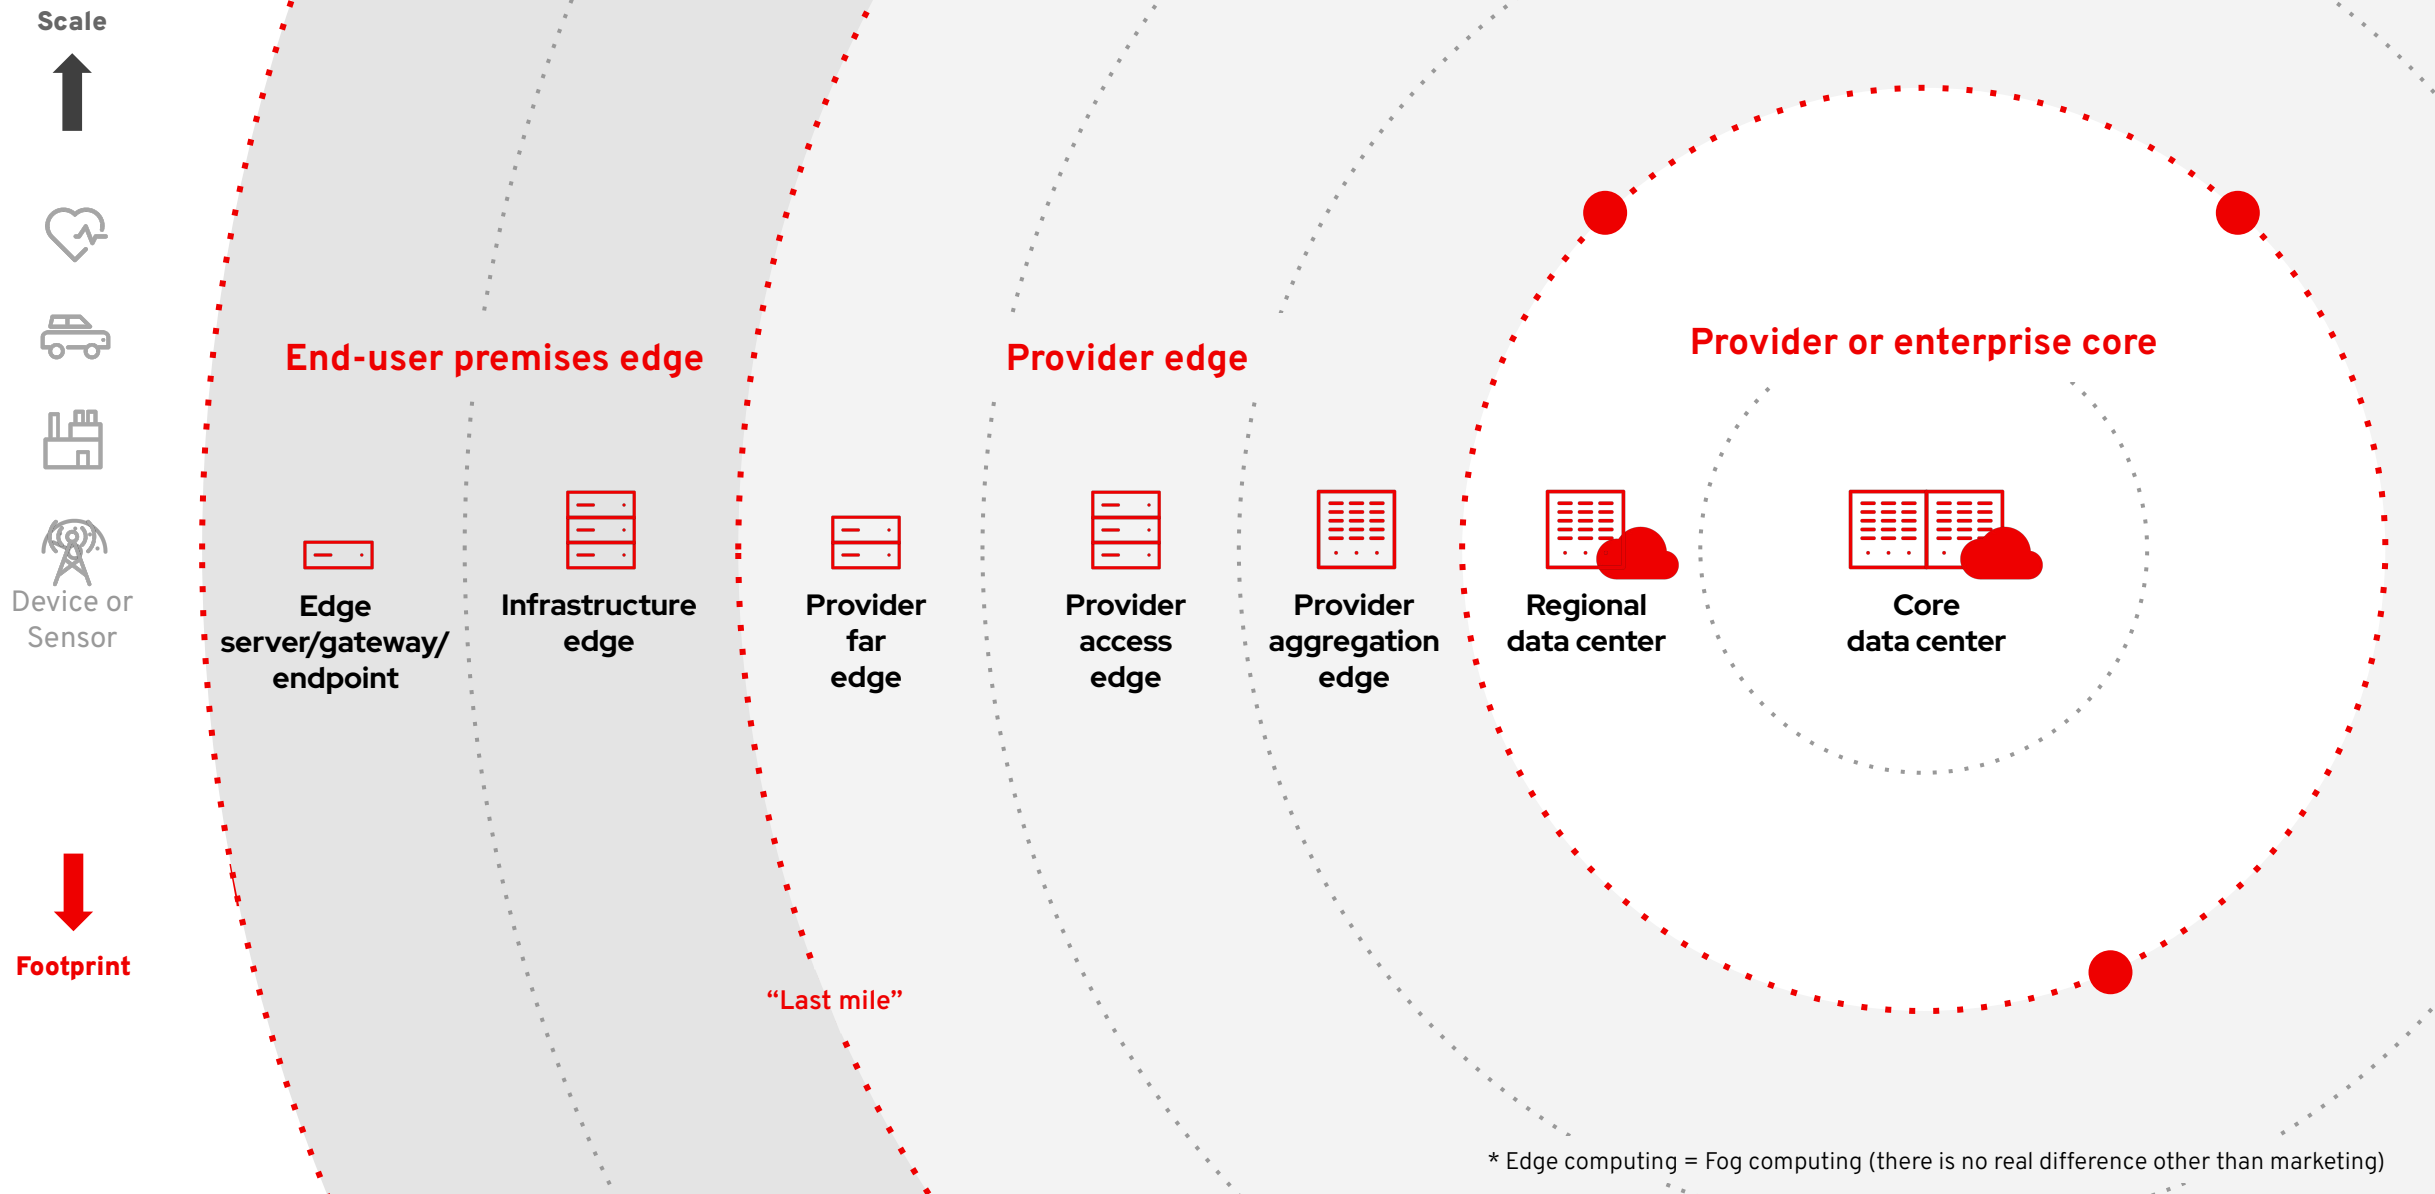 Scale
Device or
Sensor
Footprint
End-user premises edge
Edge
server/gateway/
endpoint
Infrastructure
edge
“Last mile”
Provider edge
Provider
far
edge
Provider
access
edge
Provider
aggregation
edge
Provider or enterprise core
Regional
data center
Core
data center
* Edge computing = Fog computing (there is no real difference other than marketing)